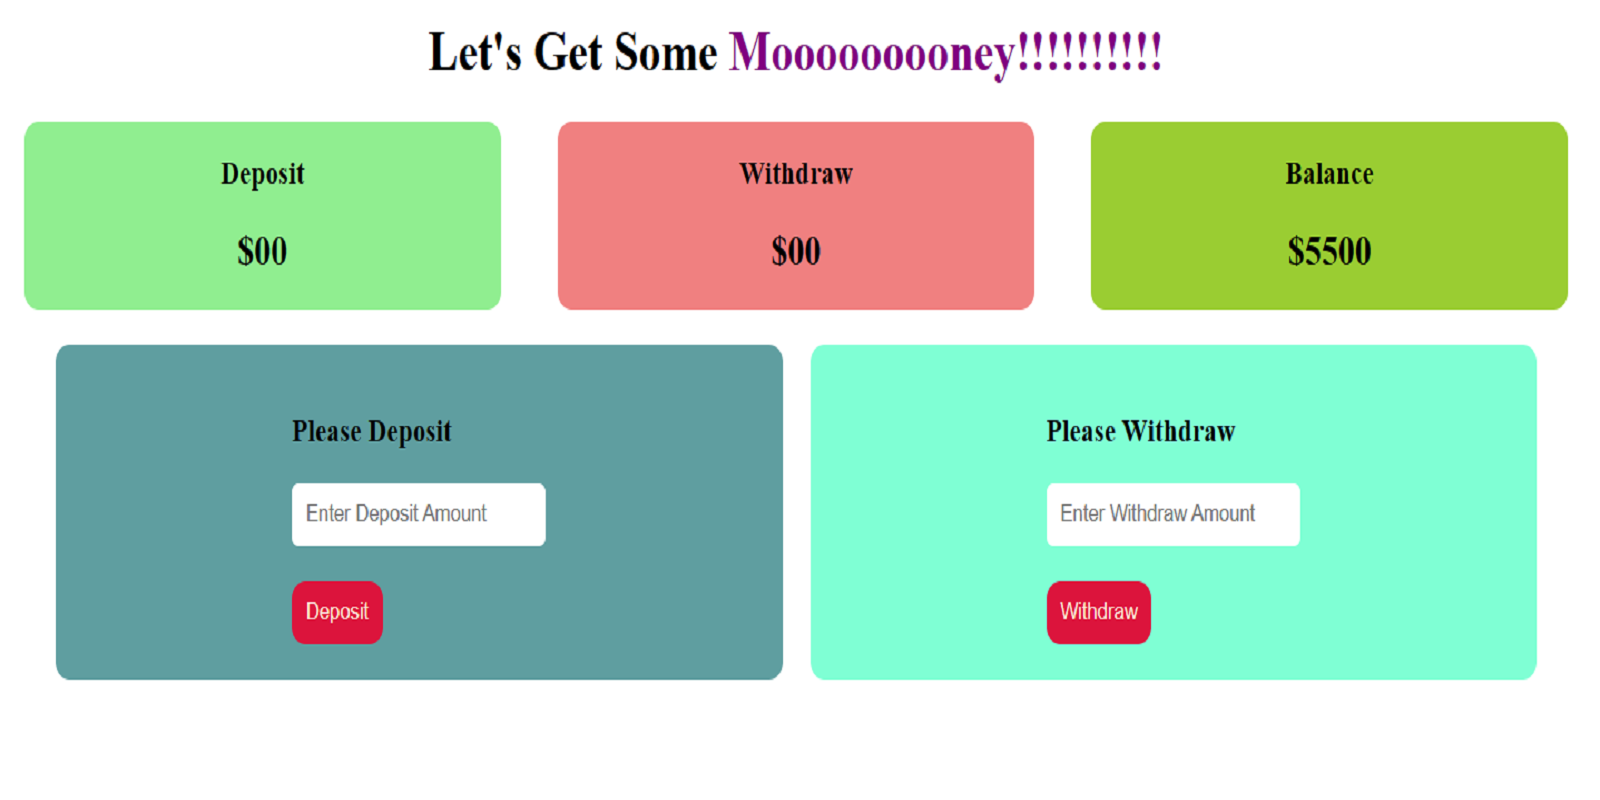 Let's Get Some Mooooooooney!!!!!!!!!!
Deposit
$00
Withdraw
$00
Balance
$5500
Please Deposit
Enter Deposit Amount
Deposit
Please Withdraw
Enter Withdraw Amount
Withdraw